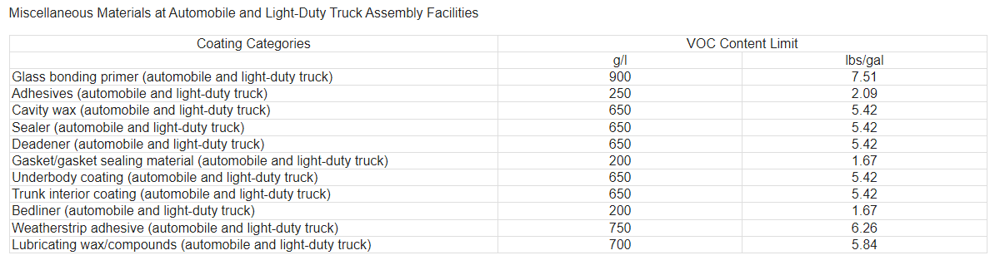 Miscellaneous Materials at Automobile and Light-Duty Truck Assembly Facilities
Coating Categories VOC Content Limit
g/l lbs/gal
Glass bonding primer (automobile and light-duty truck) 900 7.51
Adhesives (automobile and light-duty truck) 250 2.09
Cavity wax (automobile and light-duty truck) 650 5.42
Sealer (automobile and light-duty truck) 650 5.42
Deadener (automobile and light-duty truck) 650 5.42
Gasket/gasket sealing material (automobile and light-duty truck) 200 1.67
Underbody coating (automobile and light-duty truck) 650 5.42
Trunk interior coating (automobile and light-duty truck) 650 5.42
Bedliner (automobile and light-duty truck) 200 1.67
Weatherstrip adhesive (automobile and light-duty truck) 750 6.26
Lubricating wax/compounds (automobile and light-duty truck) 700 5.84